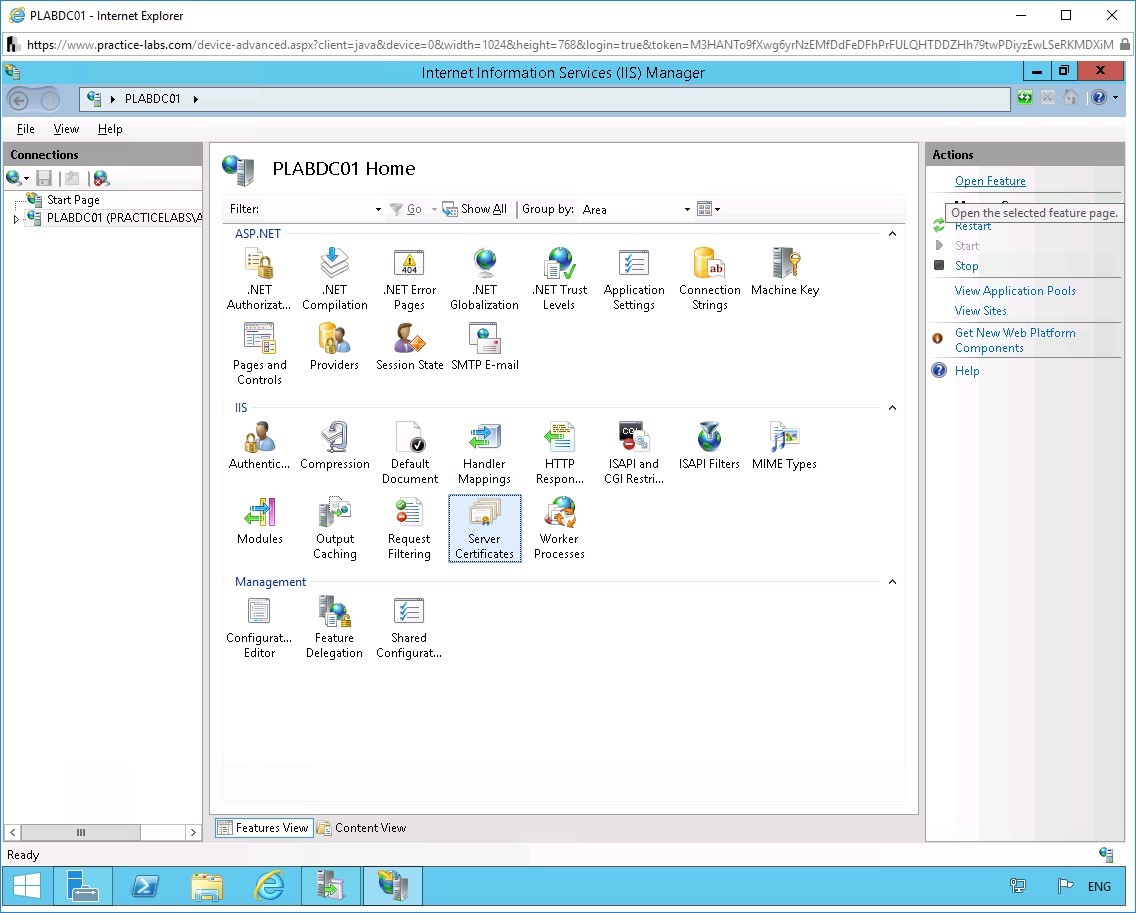 PLABDC01 - Internet Explorer
https://www.practice-labs.com/device-advanced.aspx?client=java&device=0&width=1024&height=768&login=true&token=M3HANTo9fXwg6yrNzEMfDdFeDFhPrFULQHTDDZHh79twPDiyzEwLSeRKMDXiM
Internet Information Services (IIS) Manager
PLABDC01
File View Help
Connections
Start Page
PLABDC01 (PRACTICELABS\A
PLABDC01 Home
Filter: Go Show All Group by: Area
ASP.NET
.NET Authorizat...
.NET Compilation
.NET Error Pages
.NET Globalization
.NET Trust Levels
Application Settings
Connection Strings
Machine Key
Pages and Controls
Providers
Session State
SMTP E-mail
IIS
Authentic...
Compression
Default Document
Handler Mappings
HTTP Respon...
ISAPI and CGI Restri...
ISAPI Filters
MIME Types
Modules
Output Caching
Request Filtering
Server Certificates
Worker Processes
Management
Configurat... Editor
Feature Delegation
Shared Configurat...
Features View
Content View
Actions
Open Feature
Open the selected feature page.
Restart
Start
Stop
View Application Pools
View Sites
Get New Web Platform
Components
Help
Ready
ENG